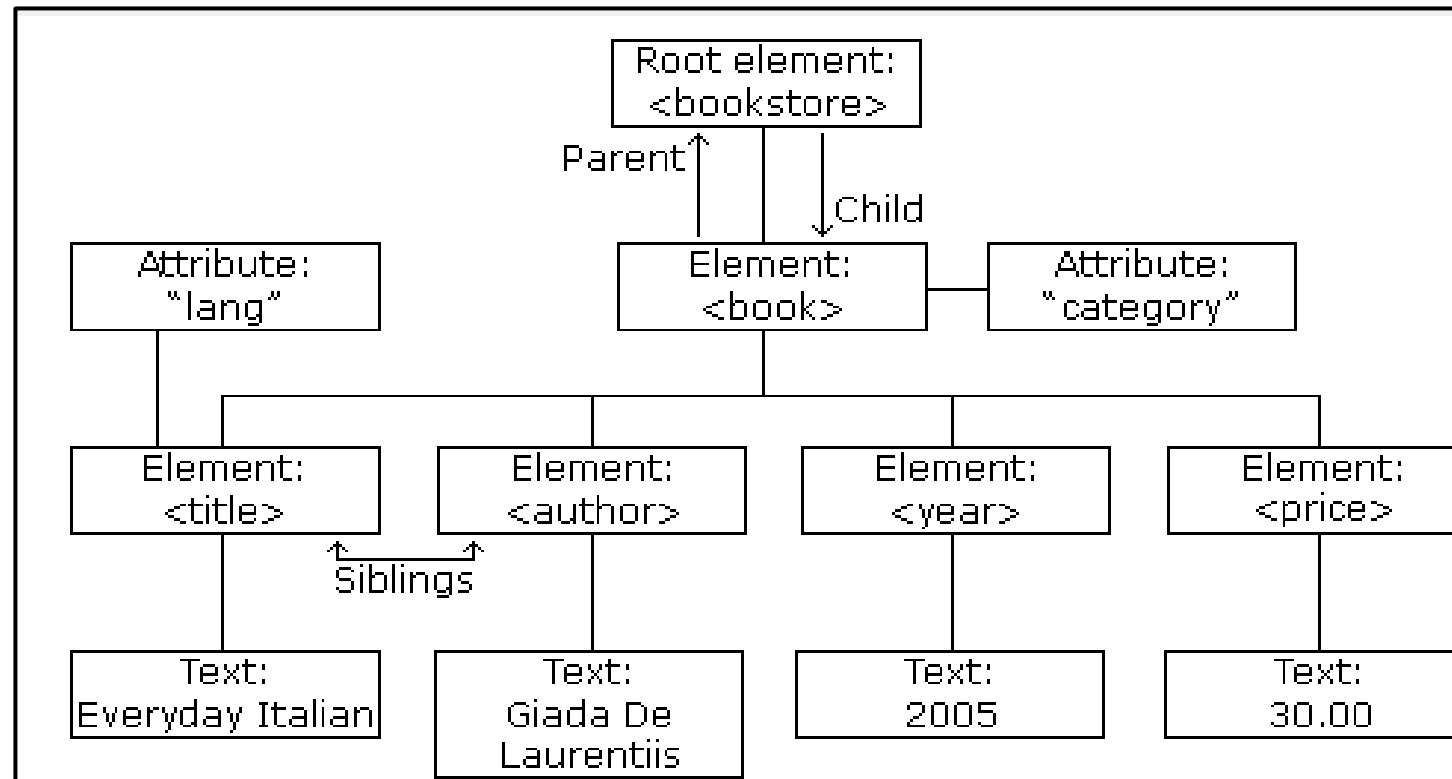 Root element:
<bookstore>
Parent
Child
Attribute:
“lang”
Element:
<book>
Attribute:
“category”
Element:
<title>
Element:
<author>
Element:
<year>
Element:
<price>
Siblings
Text:
Everyday Italian
Text:
Giada De
Laurentiis
Text:
2005
Text:
30.00